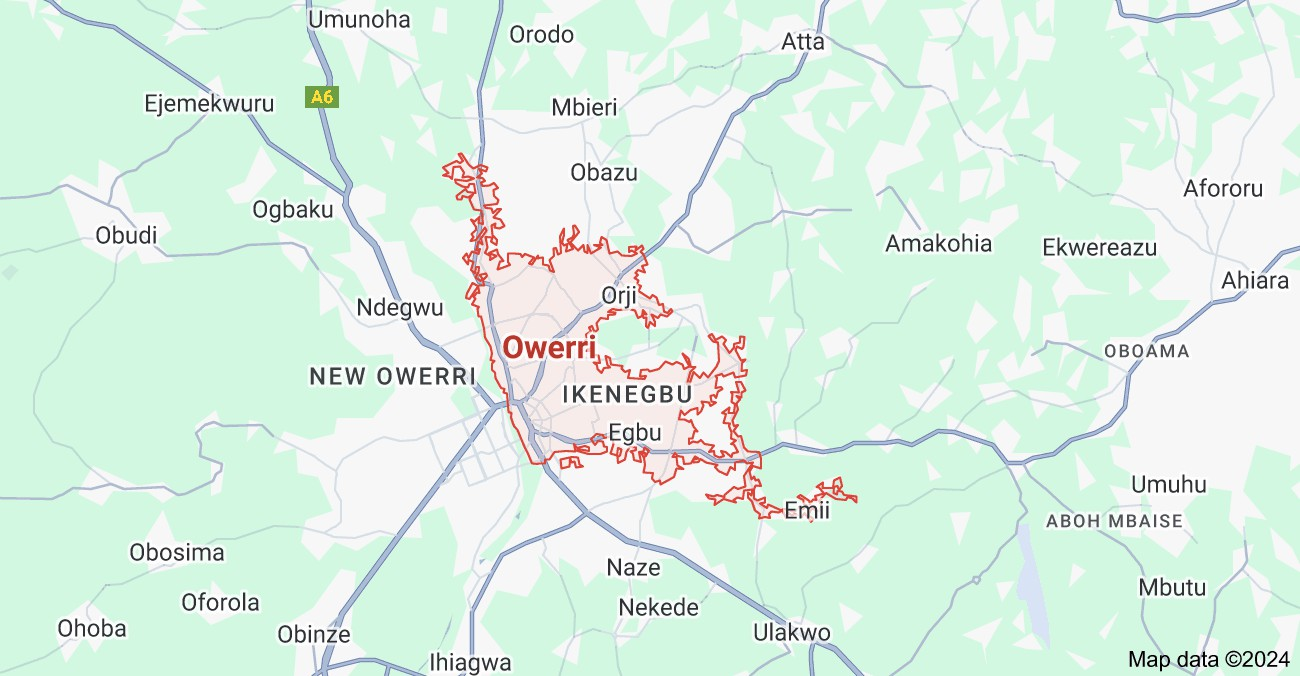 Umunoha
Orodo
Atta
A6
Ejemekwuru
Mbieri
Obazu
Afororu
Ogbaku
Obudi
Amakohia
Ekwereazu
Ahiara
Orji
Ndegwu
Owerri
OBOAMA
NEW OWERRI
IKENEGBU
Egbu
Umuhu
Emii
ABOH MBAISE
Obosima
Naze
Mbutu
Oforola
Nekede
Ohoba
Obinze
Ulakwo
Ihiagwa
Map data ©2024